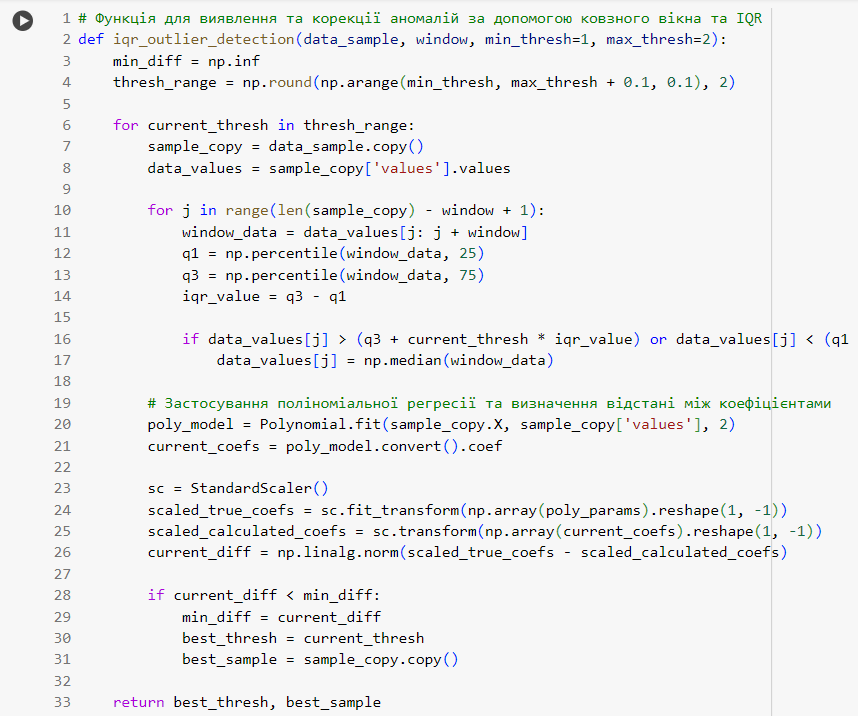 1 # Функція для виявлення та корекції аномалій за допомогою ковзного вікна та IQR
2 def iqr_outlier_detection(data_sample, window, min_thresh=1, max_thresh=2):
3     min_diff = np.inf
4     thresh_range = np.round(np.arange(min_thresh, max_thresh + 0.1, 0.1), 2)
5
6     for current_thresh in thresh_range:
7         sample_copy = data_sample.copy()
8         data_values = sample_copy['values'].values
9
10         for j in range(len(sample_copy) - window + 1):
11             window_data = data_values[j: j + window]
12             q1 = np.percentile(window_data, 25)
13             q3 = np.percentile(window_data, 75)
14             iqr_value = q3 - q1
15
16             if data_values[j] > (q3 + current_thresh * iqr_value) or data_values[j] < (q1
17                 data_values[j] = np.median(window_data)
18
19         # Застосування поліноміальної регресії та визначення відстані між коефіцієнтами
20         poly_model = Polynomial.fit(sample_copy.X, sample_copy['values'], 2)
21         current_coefs = poly_model.convert().coef
22
23         sc = StandardScaler()
24         scaled_true_coefs = sc.fit_transform(np.array(poly_params).reshape(1, -1))
25         scaled_calculated_coefs = sc.transform(np.array(current_coefs).reshape(1, -1))
26         current_diff = np.linalg.norm(scaled_true_coefs - scaled_calculated_coefs)
27
28         if current_diff < min_diff:
29             min_diff = current_diff
30             best_thresh = current_thresh
31             best_sample = sample_copy.copy()
32
33     return best_thresh, best_sample